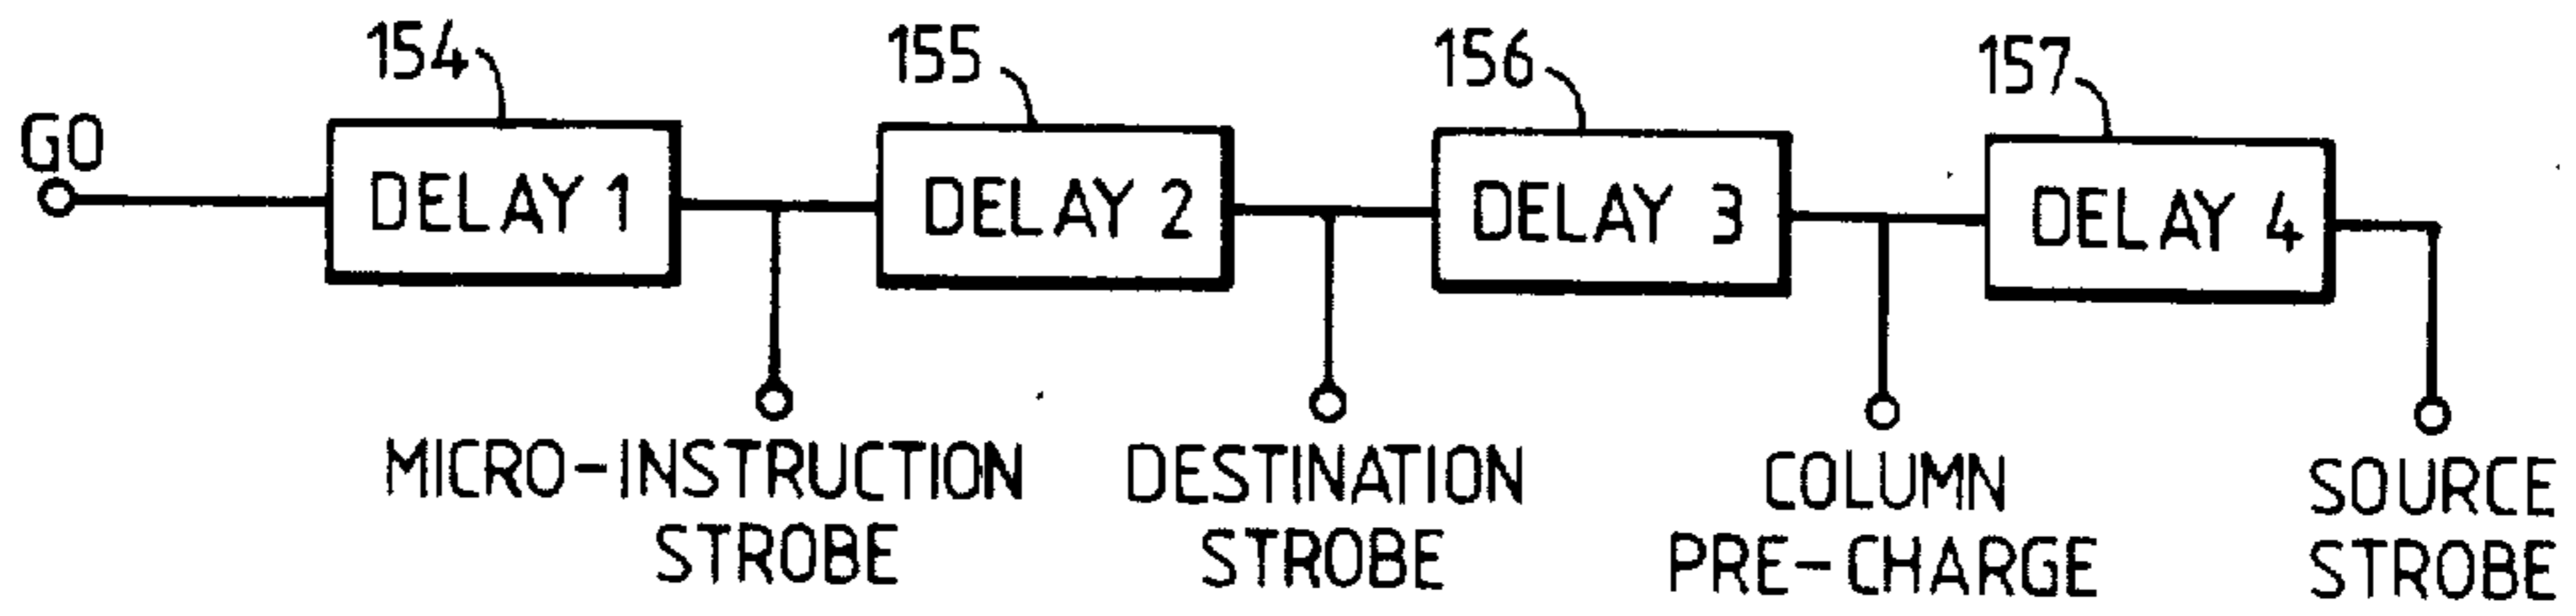 154
155
156
157
GO
DELAY 1
DELAY 2
DELAY 3
DELAY 4
MICRO-INSTRUCTION
STROBE
DESTINATION
STROBE
COLUMN
PRE-CHARGE
SOURCE
STROBE